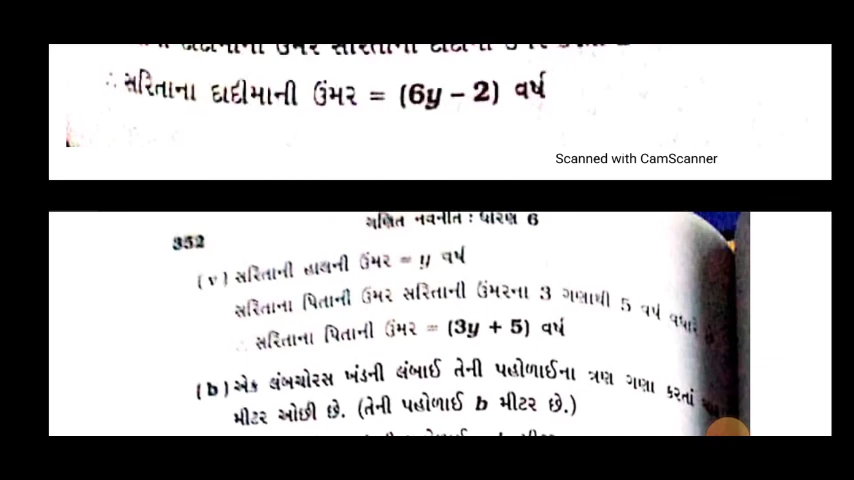 ∴ સરિતાના દાદીમાની ઉંમર = (6y – 2) વર્ષ
Scanned with CamScanner
ગણિત નવનીત : ધોરણ 6
352
(v) સરિતાની હાલની ઉંમર = y વર્ષ
સરિતાના પિતાની ઉંમર સરિતાની ઉંમરના 3 ગણાથી 5 વર્ષ વધારે
∴ સરિતાના પિતાની ઉંમર = (3y + 5) વર્ષ
(b) એક લંબચોરસ ખંડની લંબાઈ તેની પહોળાઈના ત્રણ ગણા કરતાં
મીટર ઓછી છે. (તેની પહોળાઈ b મીટર છે.)